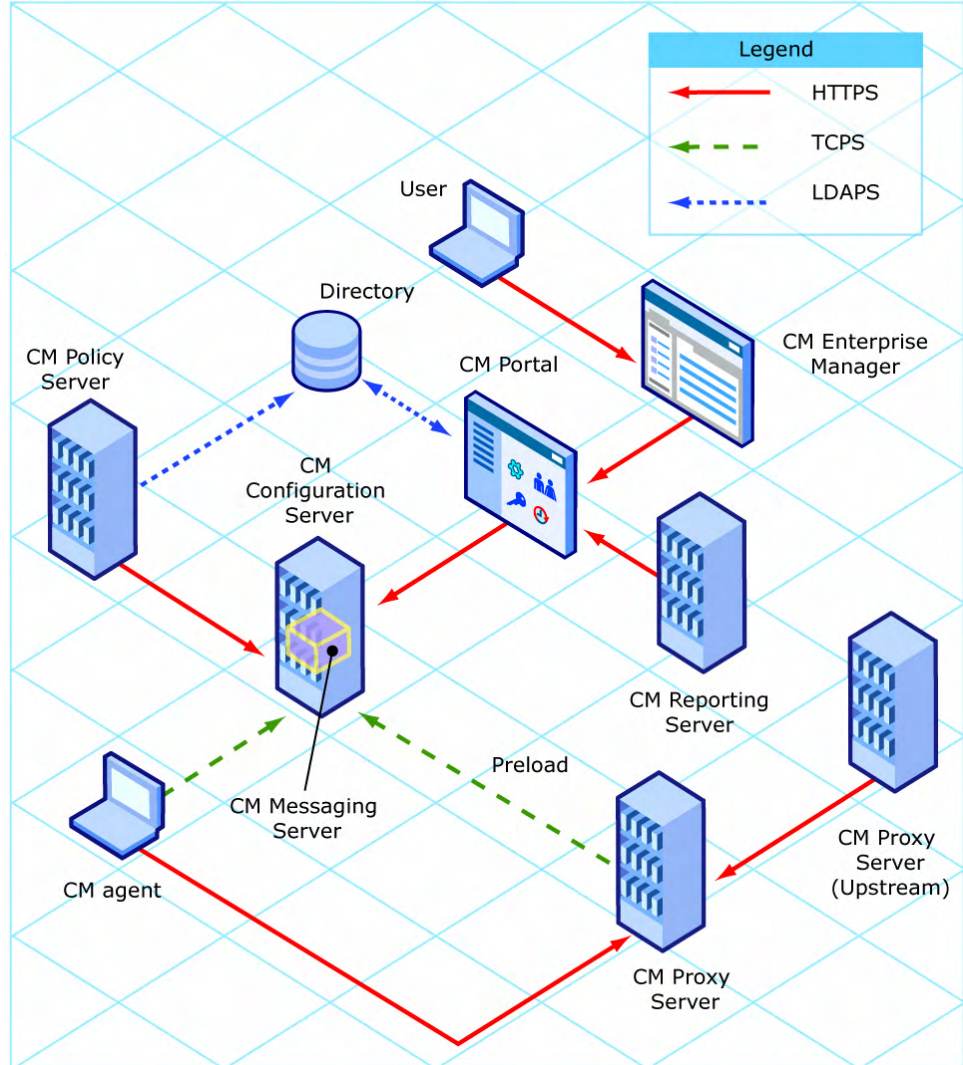 Legend
HTTPS
TCPS
LDAPS
User
Directory
CM Policy
Server
CM Portal
CM Enterprise
Manager
CM
Configuration
Server
CM Reporting
Server
Preload
CM Messaging
Server
CM agent
CM Proxy
Server
(Upstream)
CM Proxy
Server